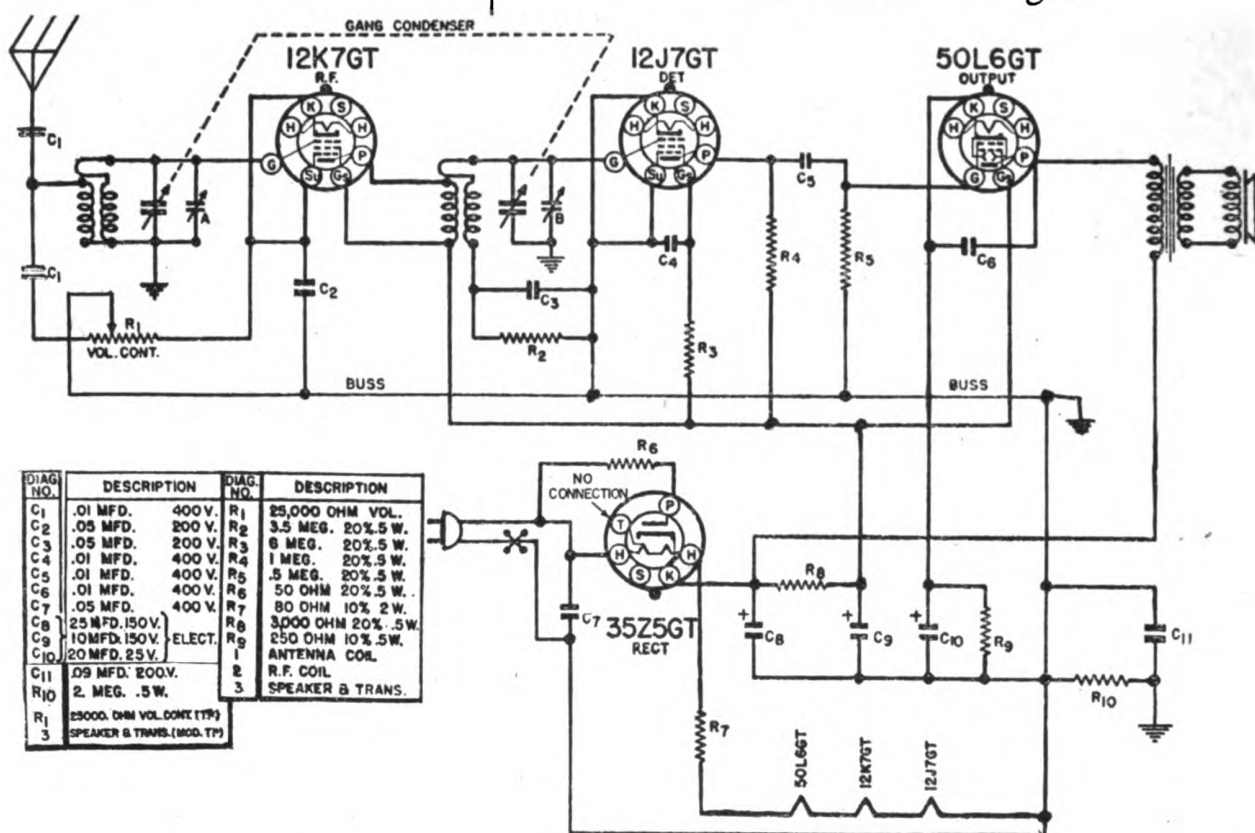 GANG CONDENSER
12K7GT
R.F.
12J7GT
DET
50L6GT
OUTPUT
K S
H H
G P
Su Gs
K S
H H
G P
Su Gs
K S
H H
P
G Gs
C1
A
B
C5
C1
C2
C3
C4
R4
R5
C6
R1
VOL. CONT.
R2
R3
BUSS
BUSS
R6
NO
CONNECTION
P
T
H H
S K
C7
35Z5GT
RECT
R8
C8
C9
C10
R9
C11
R10
R7
50L6GT
12K7GT
12J7GT
DIAG. NO. DESCRIPTION DIAG. NO. DESCRIPTION
C1 .01 MFD. 400 V. R1 25,000 OHM VOL.
C2 .05 MFD. 200 V. R2 3.5 MEG. 20% .5 W.
C3 .05 MFD. 200 V. R3 6 MEG. 20% .5 W.
C4 .01 MFD. 400 V. R4 1 MEG. 20% .5 W.
C5 .01 MFD. 400 V. R5 .5 MEG. 20% .5 W.
C6 .01 MFD. 400 V. R6 50 OHM 20% .5 W.
C7 .05 MFD. 400 V. R7 80 OHM 10% 2 W.
C8 25 MFD. 150 V. R8 3,000 OHM 20% .5W.
C9 10 MFD. 150 V. ELECT. R9 250 OHM 10% .5W.
C10 20 MFD. 25 V. 1 ANTENNA COIL
C11 .09 MFD. 200 V. 2 R.F. COIL
R10 2. MEG. .5 W. 3 SPEAKER & TRANS.
R1 25000. OHM VOL. CONT. (TP)
3 SPEAKER & TRANS. (MOD. TP)